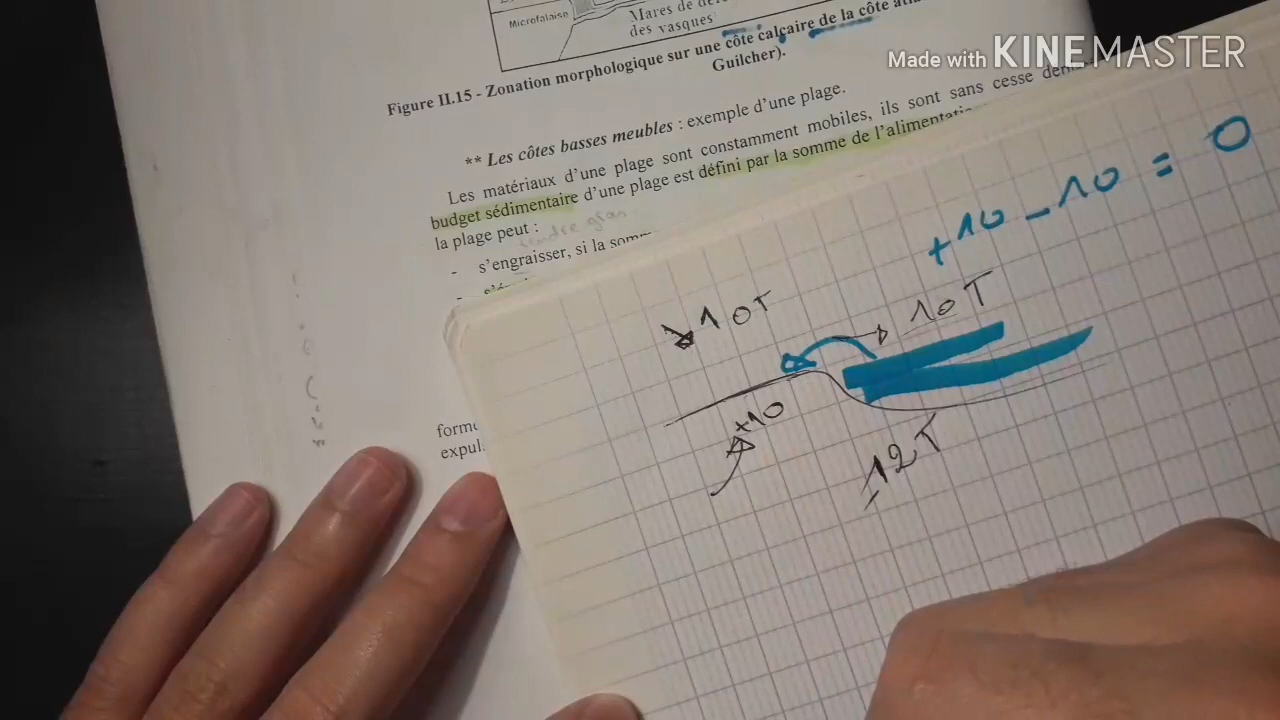 Microfalaise
Mares de
des vasques
Made with KINEMASTER
Figure II.15 - Zonation morphologique sur une côte calcaire de la côte
Guilcher).
** Les côtes basses meubles : exemple d'une plage.
Les matériaux d'une plage sont constamment mobiles, ils sont sans cesse
budget sédimentaire d'une plage est défini par la somme de l'alimentati
la plage peut :
- s'engraisser, si la som
+10 - 10 = 0
10T
10T
+10
12T
form
expul